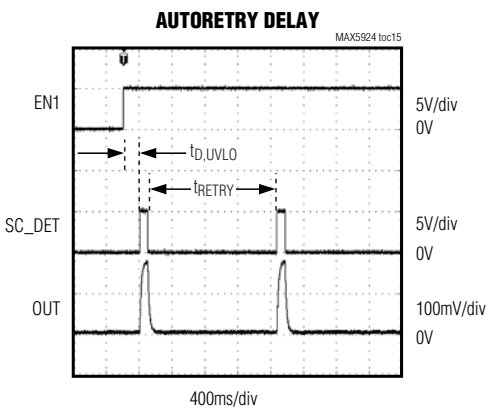 AUTORETRY DELAY
MAX5924 toc15
EN1
5V/div
0V
tD,UVLO
tRETRY
SC_DET
5V/div
0V
OUT
100mV/div
0V
400ms/div